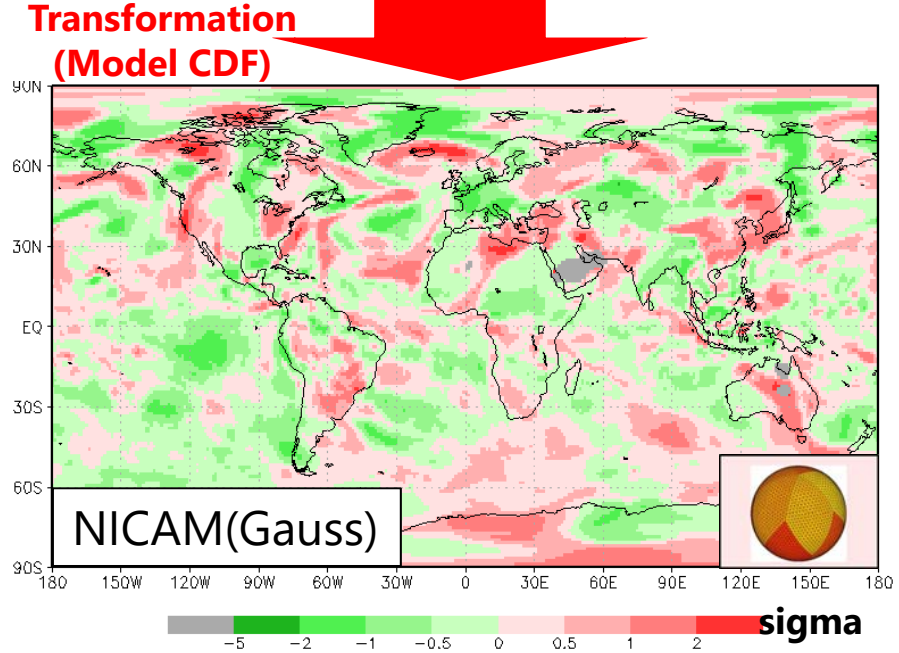 Transformation
(Model CDF)
90N
60N
30N
EQ
30S
60S
90S
NICAM(Gauss)
180 150W 120W 90W 60W 30W 0 30E 60E 90E 120E 150E 180
-5 -2 -1 -0.5 0 0.5 1 2 sigma